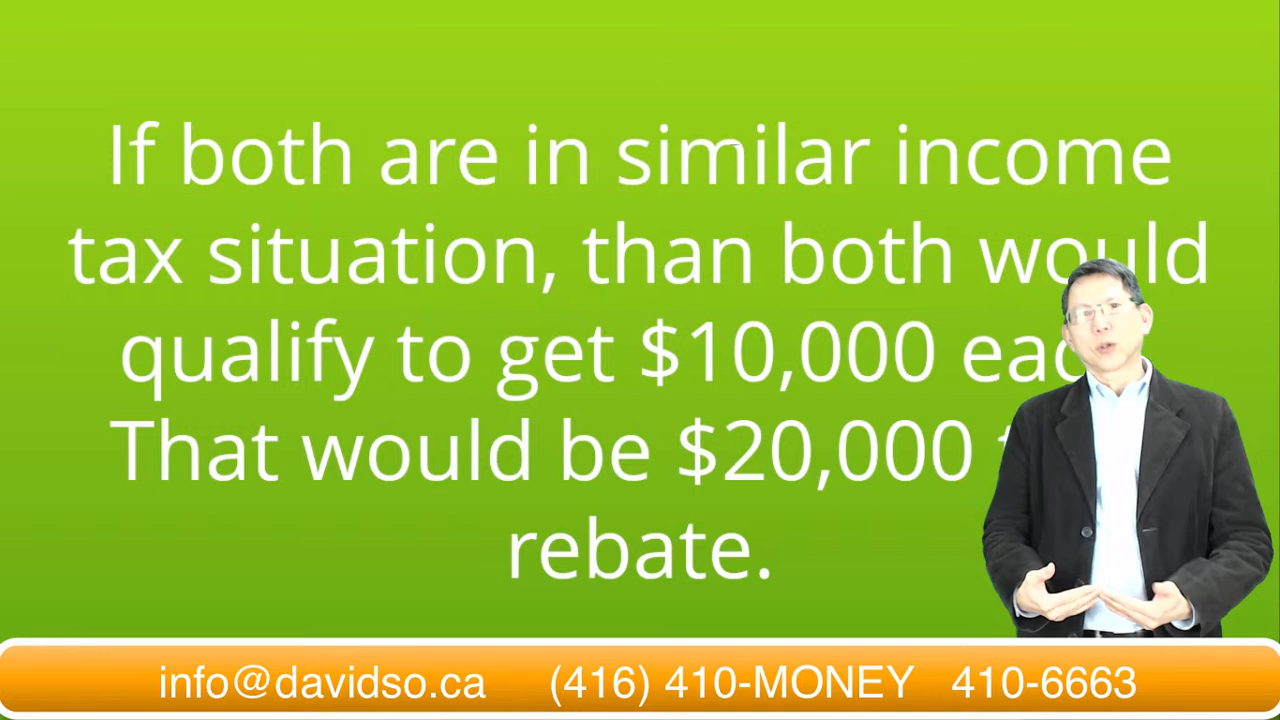 If both are in similar income
tax situation, than both would
qualify to get $10,000
That would be $20,000
rebate.
info@davidso.ca (416) 410-MONEY 410-6663